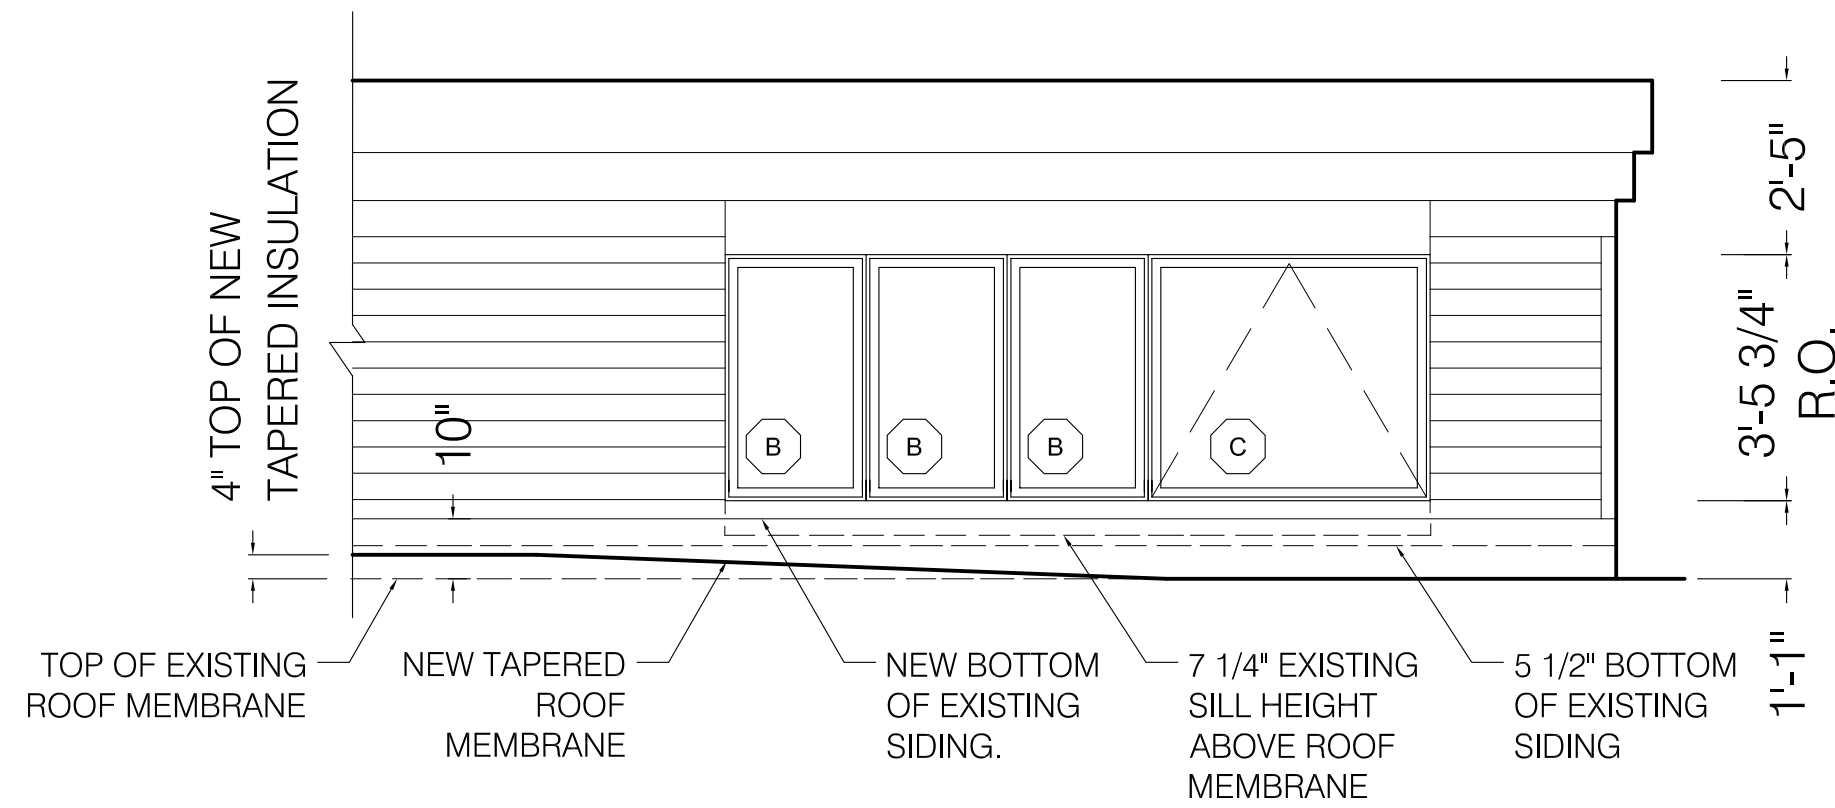 4" TOP OF NEW
TAPERED INSULATION
10"
B
B
B
C
2'-5"
3'-5 3/4"
R.O.
1'-1"
TOP OF EXISTING
ROOF MEMBRANE
NEW TAPERED
ROOF
MEMBRANE
NEW BOTTOM
OF EXISTING
SIDING.
7 1/4" EXISTING
SILL HEIGHT
ABOVE ROOF
MEMBRANE
5 1/2" BOTTOM
OF EXISTING
SIDING